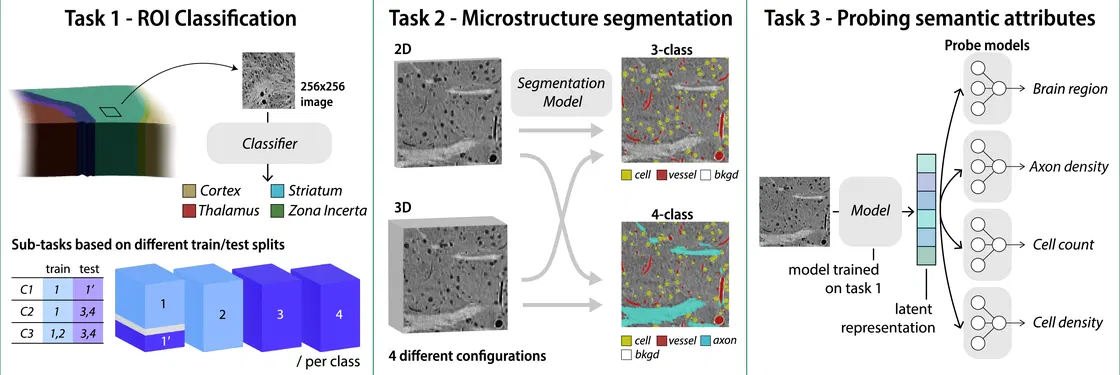 Task 1 - ROI Classification
256x256
image
Classifier
Cortex
Striatum
Thalamus
Zona Incerta
Sub-tasks based on different train/test splits
train test
C1 1 1'
C2 1 3,4
C3 1,2 3,4
1
1'
2
3
4
/ per class
Task 2 - Microstructure segmentation
2D
3-class
Segmentation
Model
cell vessel bkgd
3D
4-class
cell vessel axon
bkgd
4 different configurations
Task 3 - Probing semantic attributes
Probe models
Brain region
Axon density
Model
Cell count
model trained
on task 1
latent
representation
Cell density